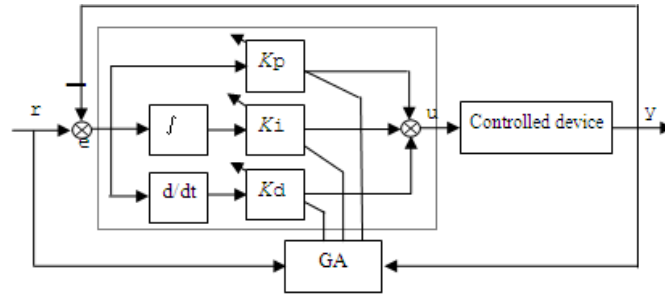 Kp
r
e
∫
Ki
u
Controlled device
y
d/dt
Kd
GA